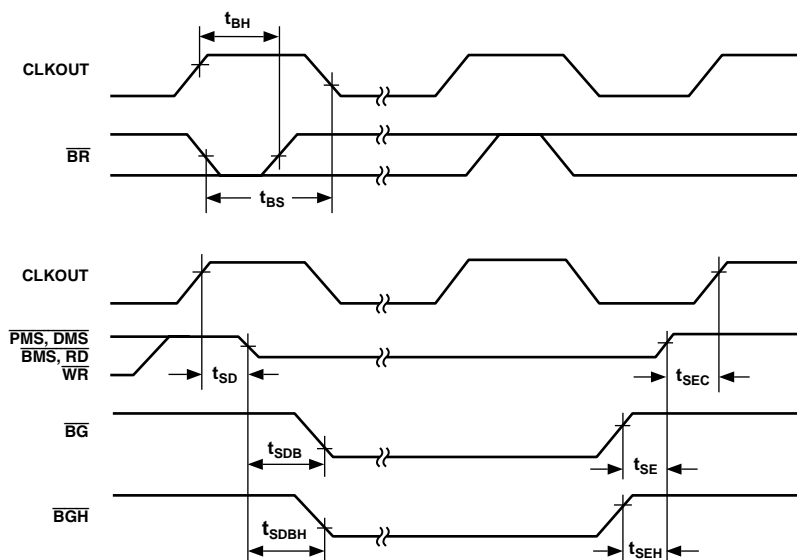 tBH
CLKOUT
BR
tBS
CLKOUT
PMS, DMS
BMS, RD
WR
tSD
tSEC
BG
tSDB
tSE
BGH
tSDBH
tSEH